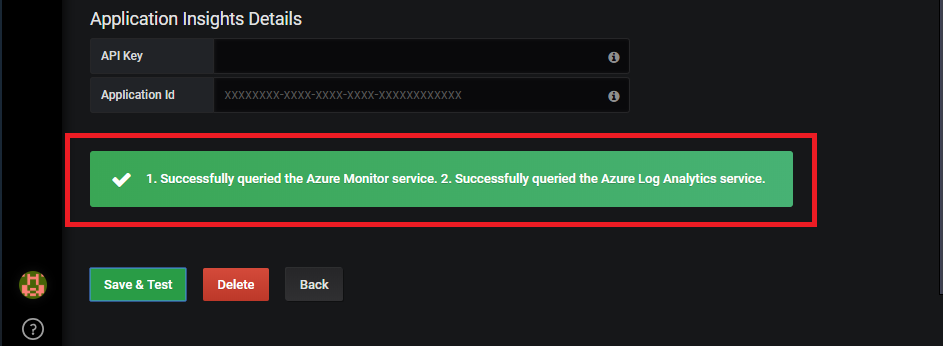 Application Insights Details
API Key
Application Id xxxxxxxx-xxxx-xxxx-xxxx-xxxxxxxxxxxx
1. Successfully queried the Azure Monitor service. 2. Successfully queried the Azure Log Analytics service.
Save & Test Delete Back
?